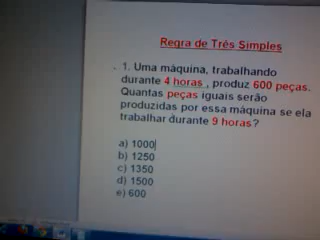 Regra de Três Simples
1. Uma máquina, trabalhando
durante 4 horas , produz 600 peças.
Quantas peças iguais serão
produzidas por essa máquina se ela
trabalhar durante 9 horas?
a) 1000
b) 1250
c) 1350
d) 1500
e) 600